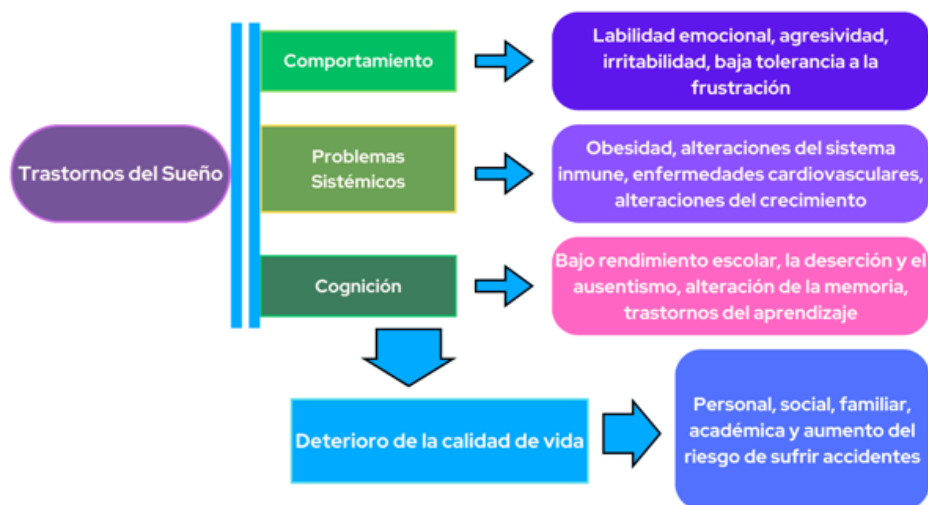 Trastornos del Sueño
Comportamiento
Labilidad emocional, agresividad,
irritabilidad, baja tolerancia a la
frustración
Problemas
Sistémicos
Obesidad, alteraciones del sistema
inmune, enfermedades cardiovasculares,
alteraciones del crecimiento
Cognición
Bajo rendimiento escolar, la deserción y el
ausentismo, alteración de la memoria,
trastornos del aprendizaje
Deterioro de la calidad de vida
Personal, social, familiar,
académica y aumento del
riesgo de sufrir accidentes